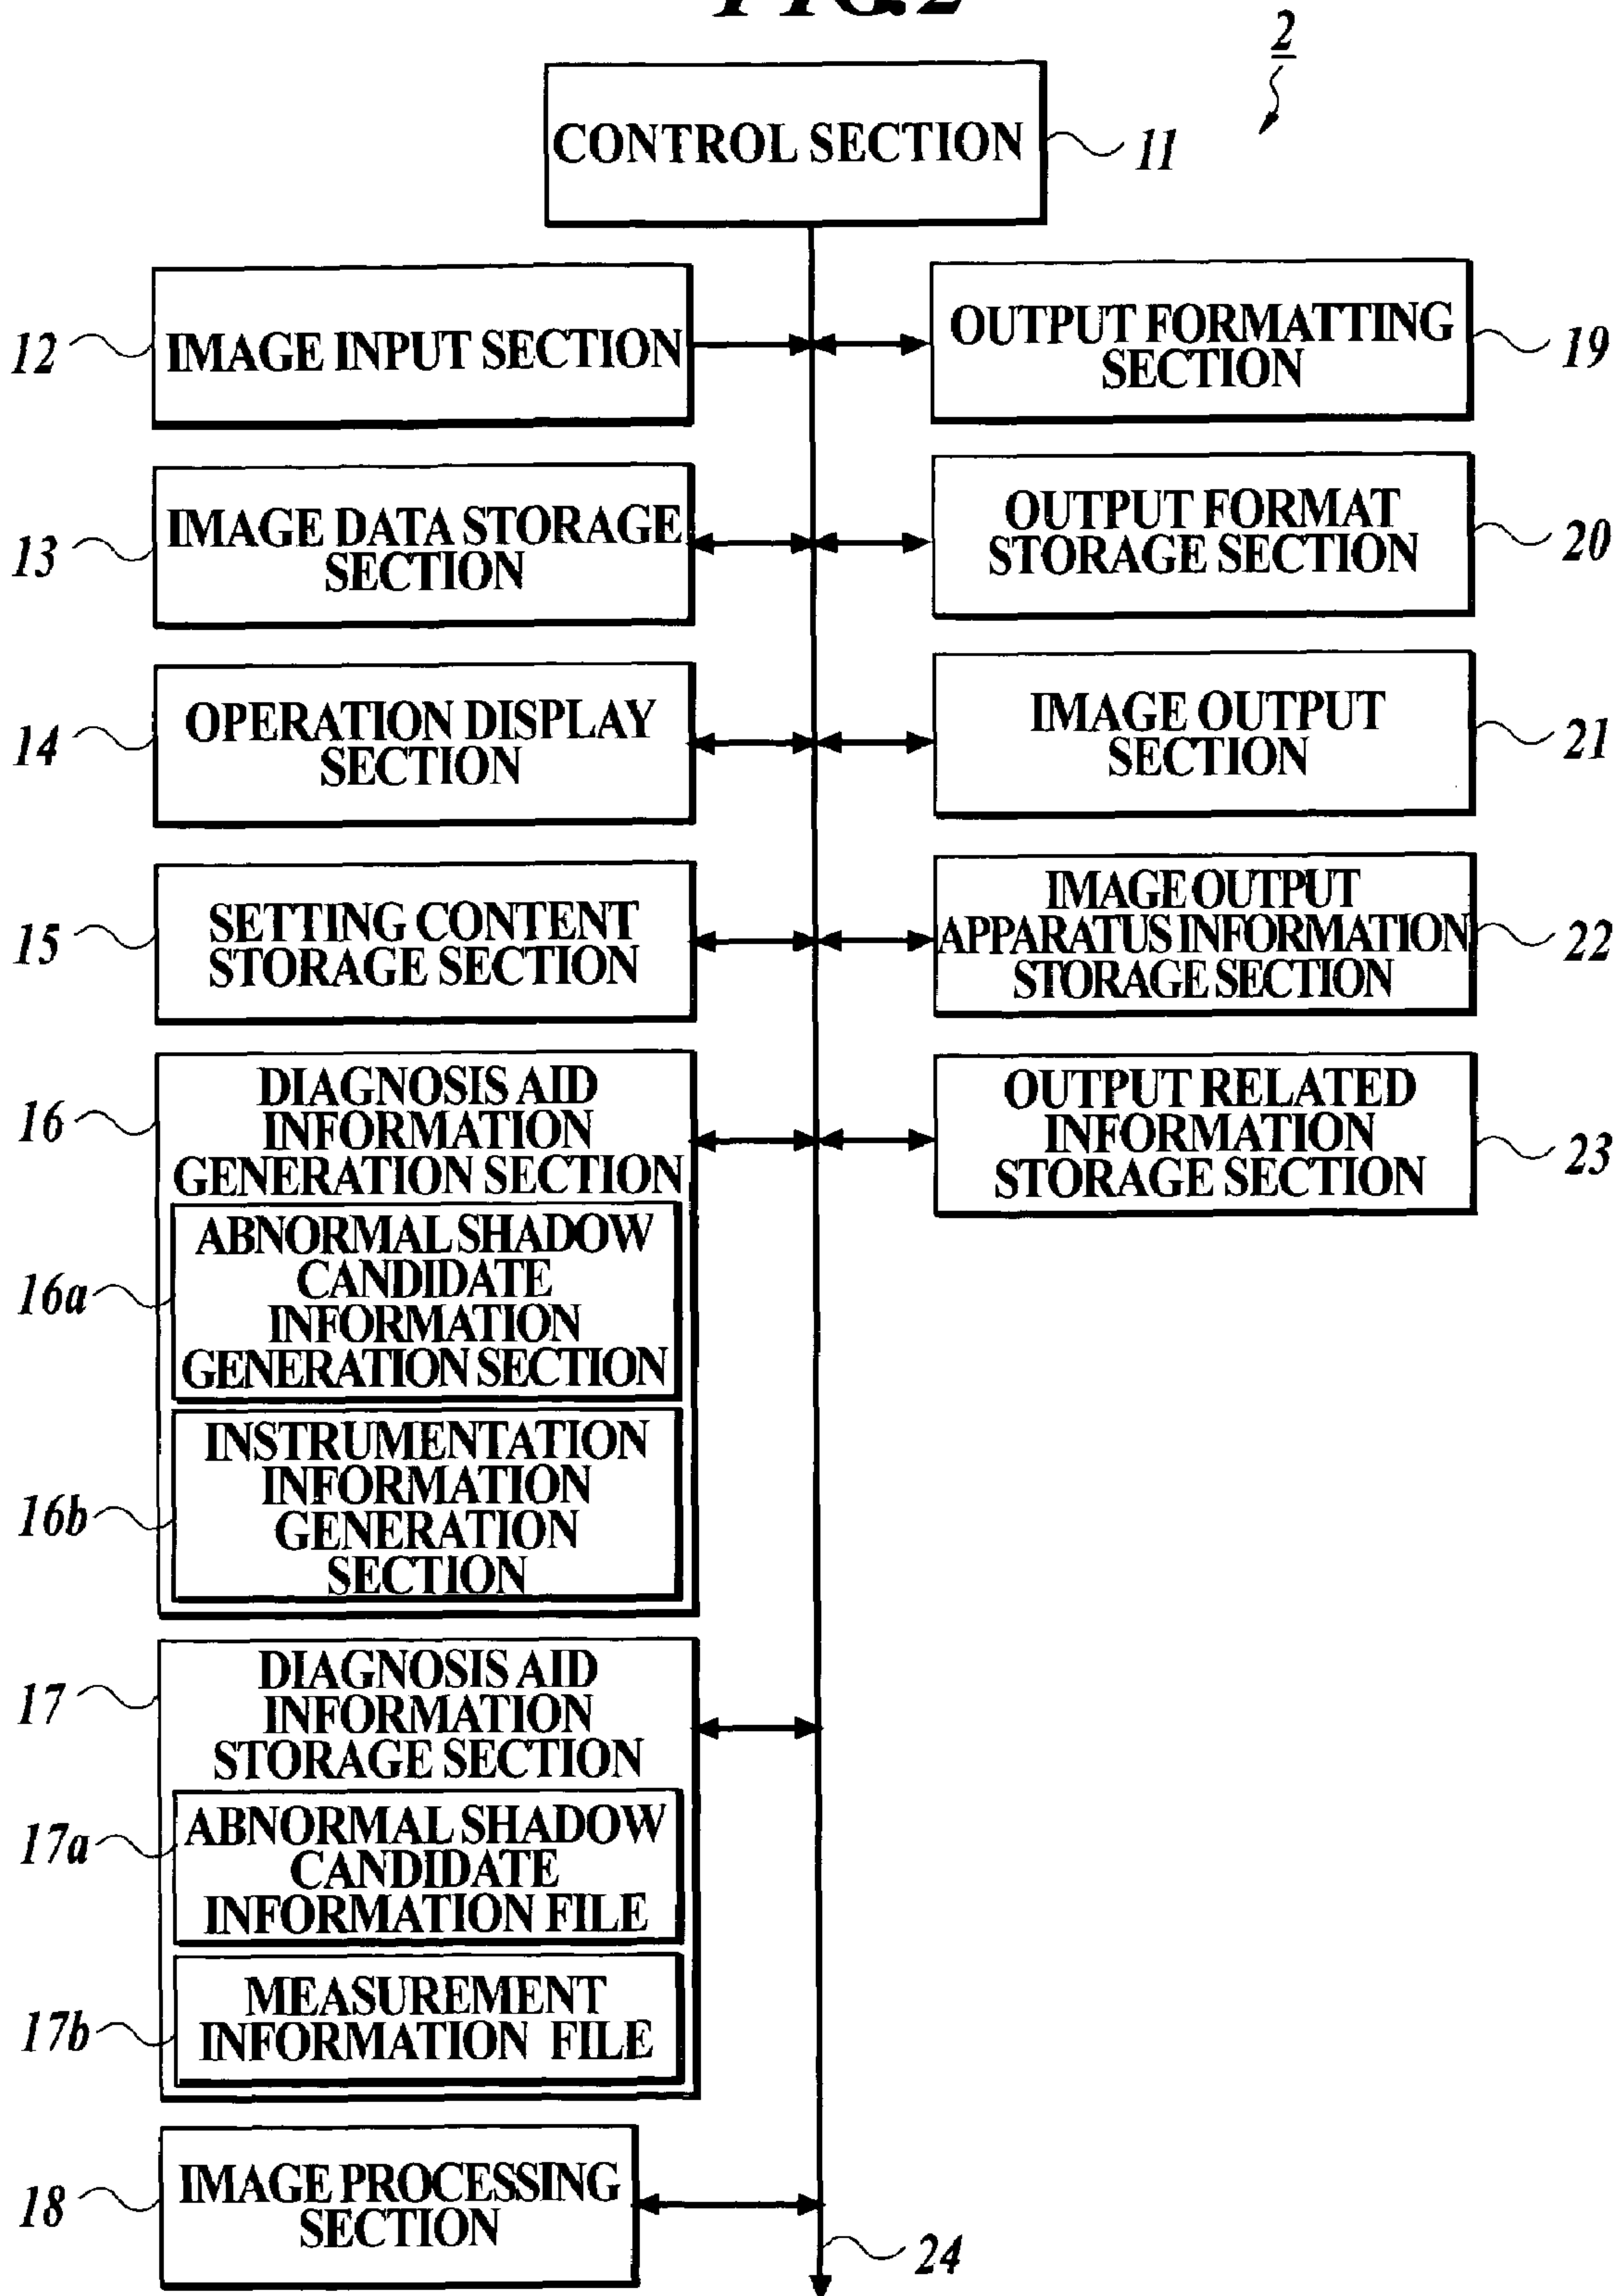 FIG.2
2
CONTROL SECTION
11
12
IMAGE INPUT SECTION
OUTPUT FORMATTING
SECTION
19
13
IMAGE DATA STORAGE
SECTION
OUTPUT FORMAT
STORAGE SECTION
20
14
OPERATION DISPLAY
SECTION
IMAGE OUTPUT
SECTION
21
15
SETTING CONTENT
STORAGE SECTION
IMAGE OUTPUT
APPARATUS INFORMATION
STORAGE SECTION
22
16
DIAGNOSIS AID
INFORMATION
GENERATION SECTION
OUTPUT RELATED
INFORMATION
STORAGE SECTION
23
16a
ABNORMAL SHADOW
CANDIDATE
INFORMATION
GENERATION SECTION
16b
INSTRUMENTATION
INFORMATION
GENERATION
SECTION
17
DIAGNOSIS AID
INFORMATION
STORAGE SECTION
17a
ABNORMAL SHADOW
CANDIDATE
INFORMATION FILE
17b
MEASUREMENT
INFORMATION FILE
18
IMAGE PROCESSING
SECTION
24